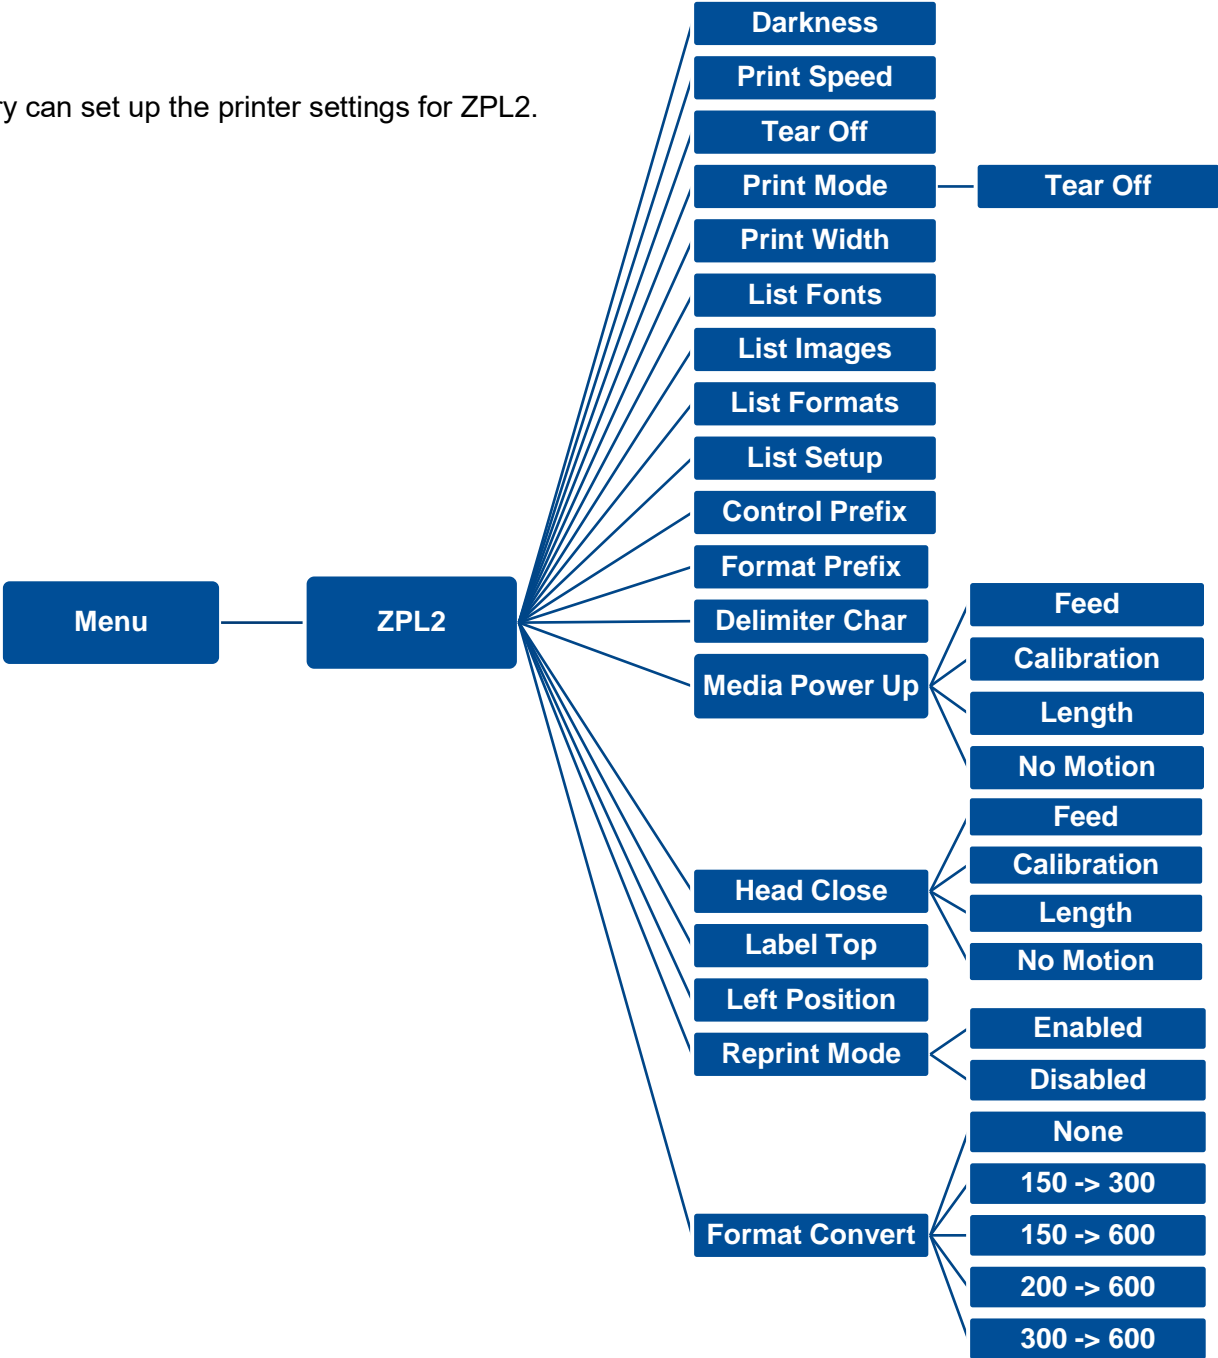 Darkness
Print Speed
ry can set up the printer settings for ZPL2.
Tear Off
Print Mode
Tear Off
Print Width
List Fonts
List Images
List Formats
List Setup
Control Prefix
Format Prefix
Menu
ZPL2
Delimiter Char
Media Power Up
Feed
Calibration
Length
No Motion
Head Close
Feed
Calibration
Length
No Motion
Label Top
Left Position
Reprint Mode
Enabled
Disabled
Format Convert
None
150 -> 300
150 -> 600
200 -> 600
300 -> 600